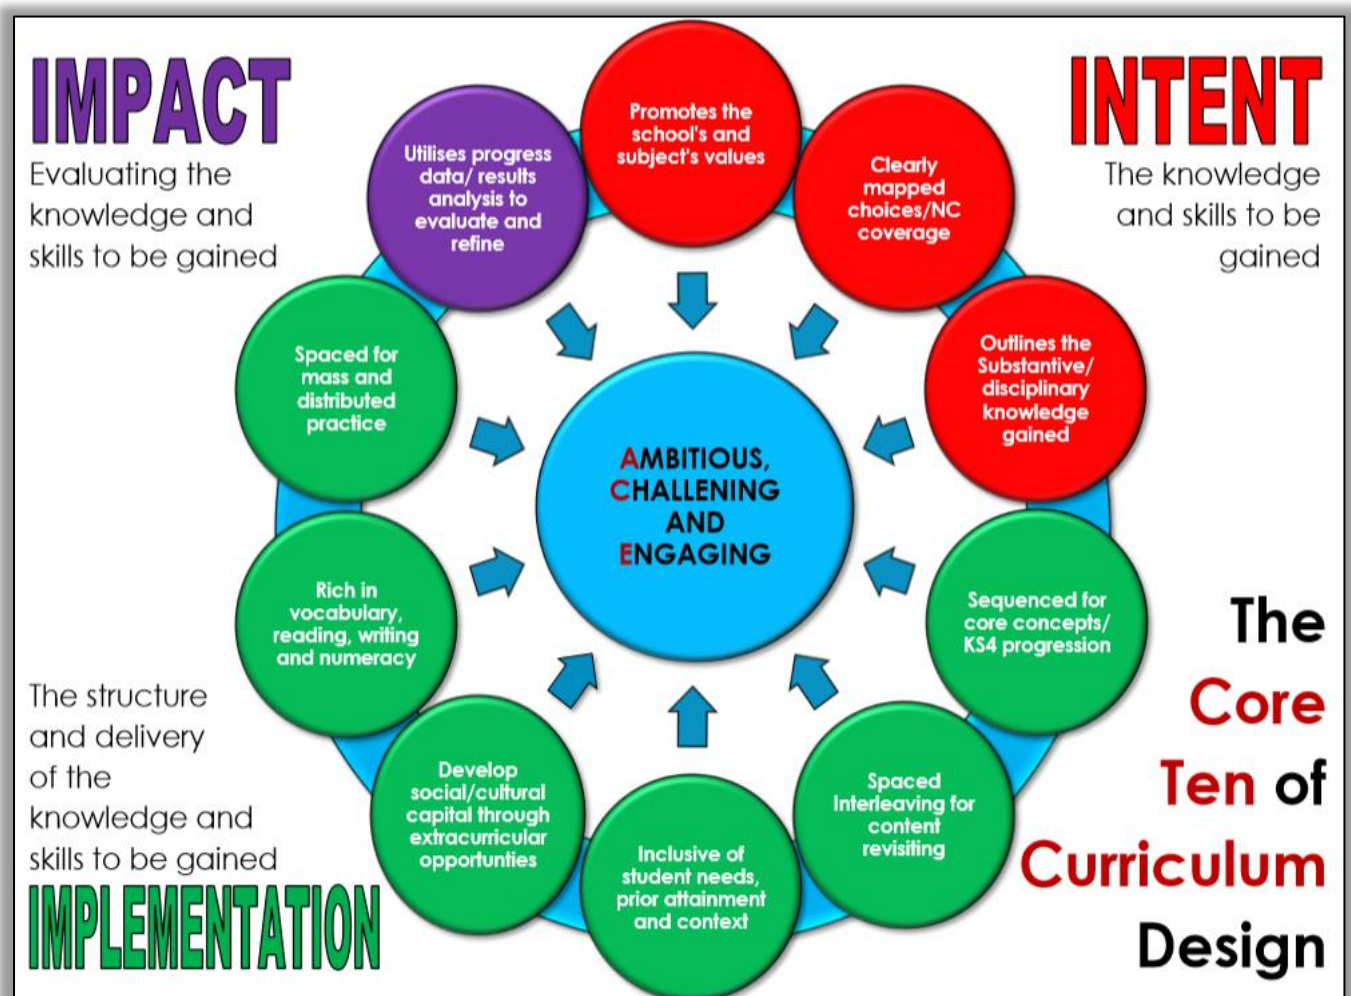 IMPACT
Evaluating the
knowledge and
skills to be gained
INTENT
The knowledge
and skills to be
gained
Promotes the
school's and
subject's values
Clearly
mapped
choices/NC
coverage
Outlines the
Substantive/
disciplinary
knowledge
gained
Sequenced for
core concepts/
KS4 progression
Spaced
Interleaving for
content
revisiting
Inclusive of
student needs,
prior attainment
and context
Develop
social/cultural
capital through
extracurricular
opportunties
Rich in
vocabulary,
reading, writing
and numeracy
Spaced for
mass and
distributed
practice
Utilises progress
data/ results
analysis to
evaluate and
refine
AMBITIOUS,
CHALLENING
AND
ENGAGING
The structure
and delivery
of the
knowledge and
skills to be gained
IMPLEMENTATION
The
Core
Ten of
Curriculum
Design